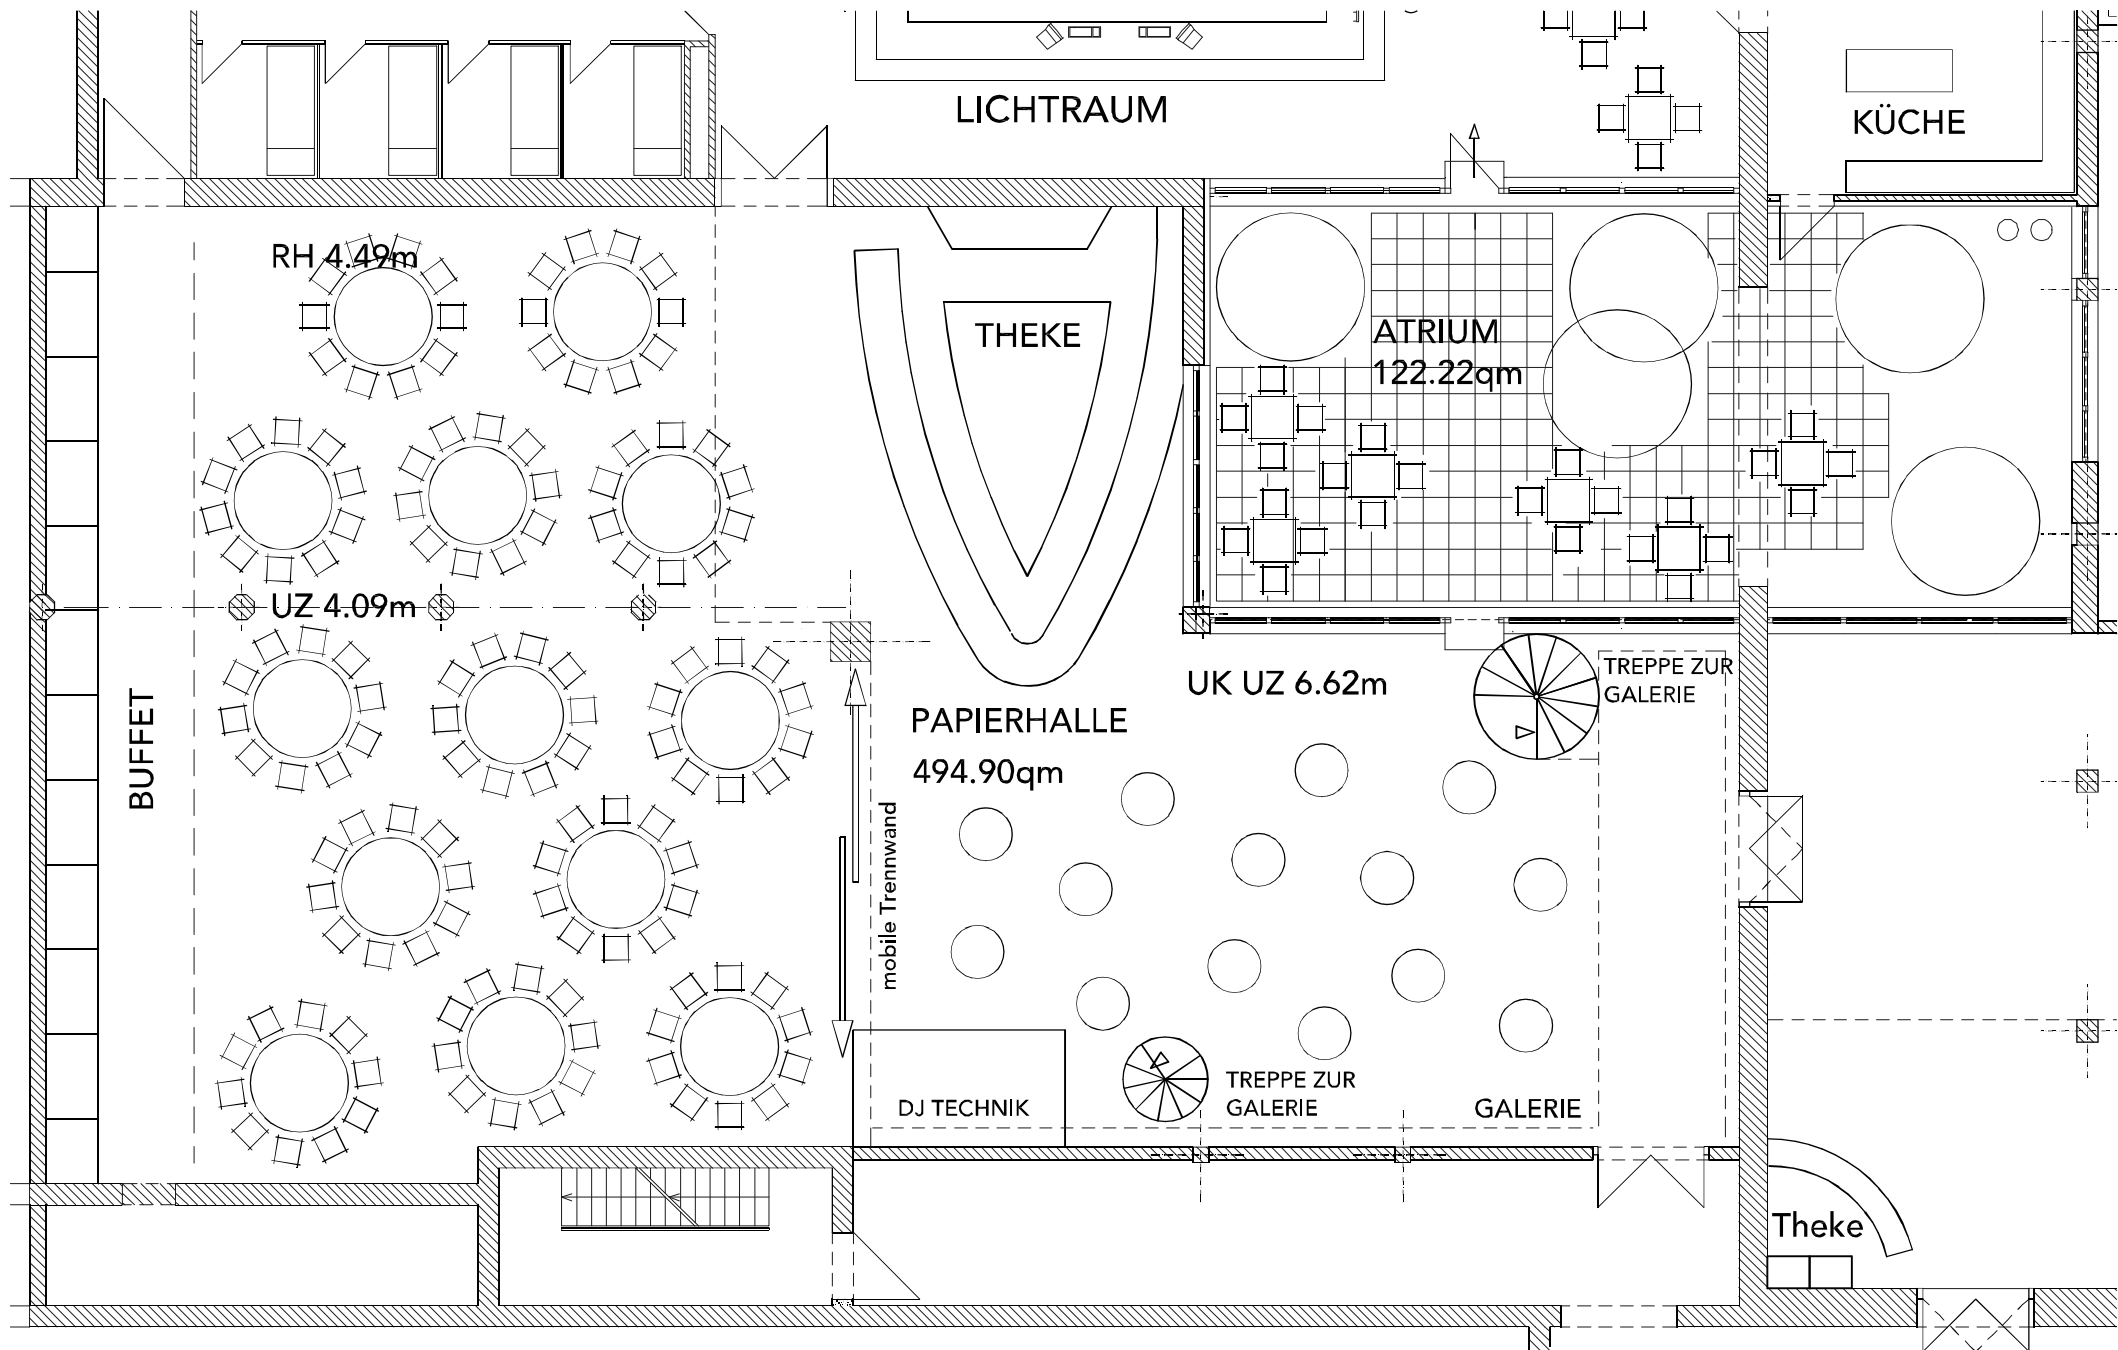 LICHTRAUM
KÜCHE
RH 4.49m
THEKE
ATRIUM
122.22qm
UZ 4.09m
BUFFET
UK UZ 6.62m
TREPPE ZUR
GALERIE
PAPIERHALLE
494.90qm
mobile Trennwand
DJ TECHNIK
TREPPE ZUR
GALERIE
GALERIE
Theke